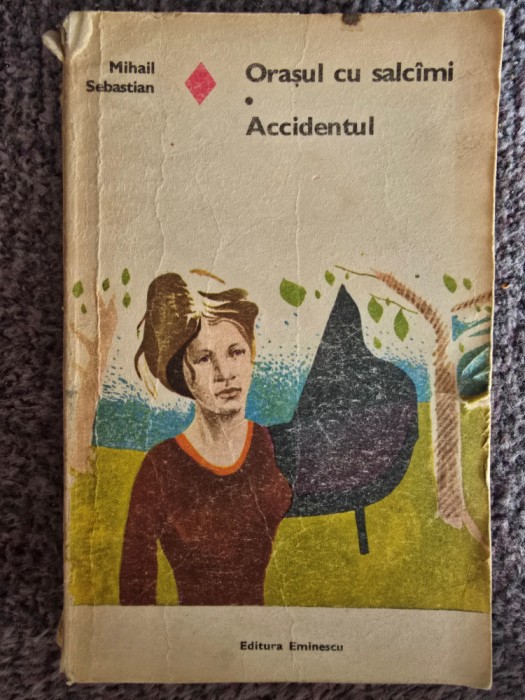 Mihail
Sebastian
Orașul cu salcîmi
•
Accidentul
Editura Eminescu